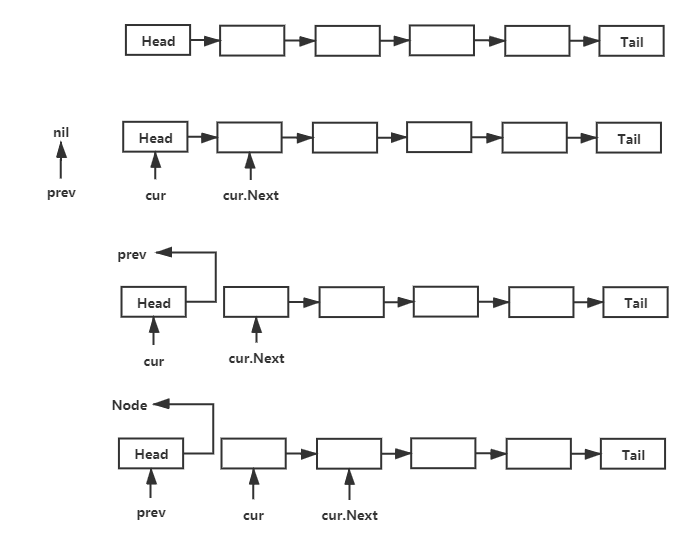 Head Tail
nil
Head Tail
prev cur cur.Next
prev
Head Tail
cur cur.Next
Node
Head Tail
prev cur cur.Next